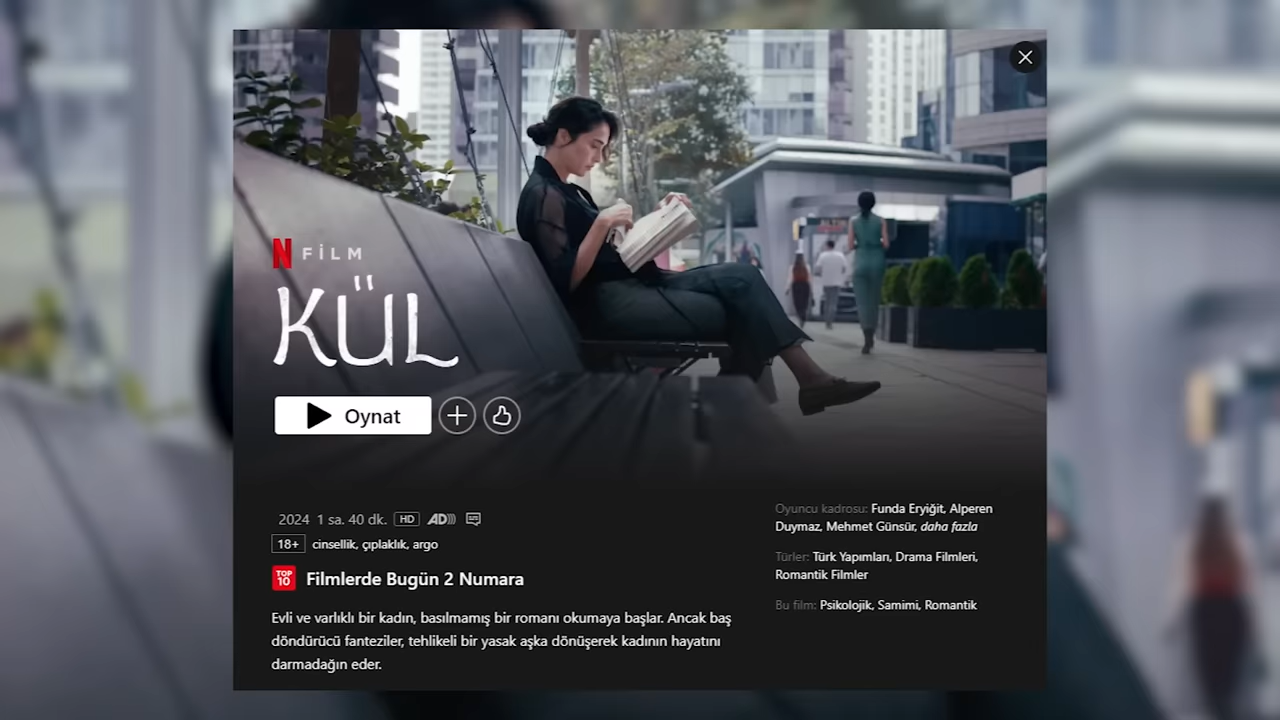 N FİLM
KÜL
Oynat
2024 1 sa. 40 dk. HD AD
18+ cinsellik, çıplaklık, argo
TOP 10 Filmlerde Bugün 2 Numara
Evli ve varlıklı bir kadın, basılmamış bir romanı okumaya başlar. Ancak baş
döndürücü fanteziler, tehlikeli bir yasak aşka dönüşerek kadının hayatını
darmadağın eder.
Oyuncu kadrosu: Funda Eryiğit, Alperen
Duymaz, Mehmet Günsür, daha fazla
Türler: Türk Yapımları, Drama Filmleri,
Romantik Filmler
Bu film: Psikolojik, Samimi, Romantik